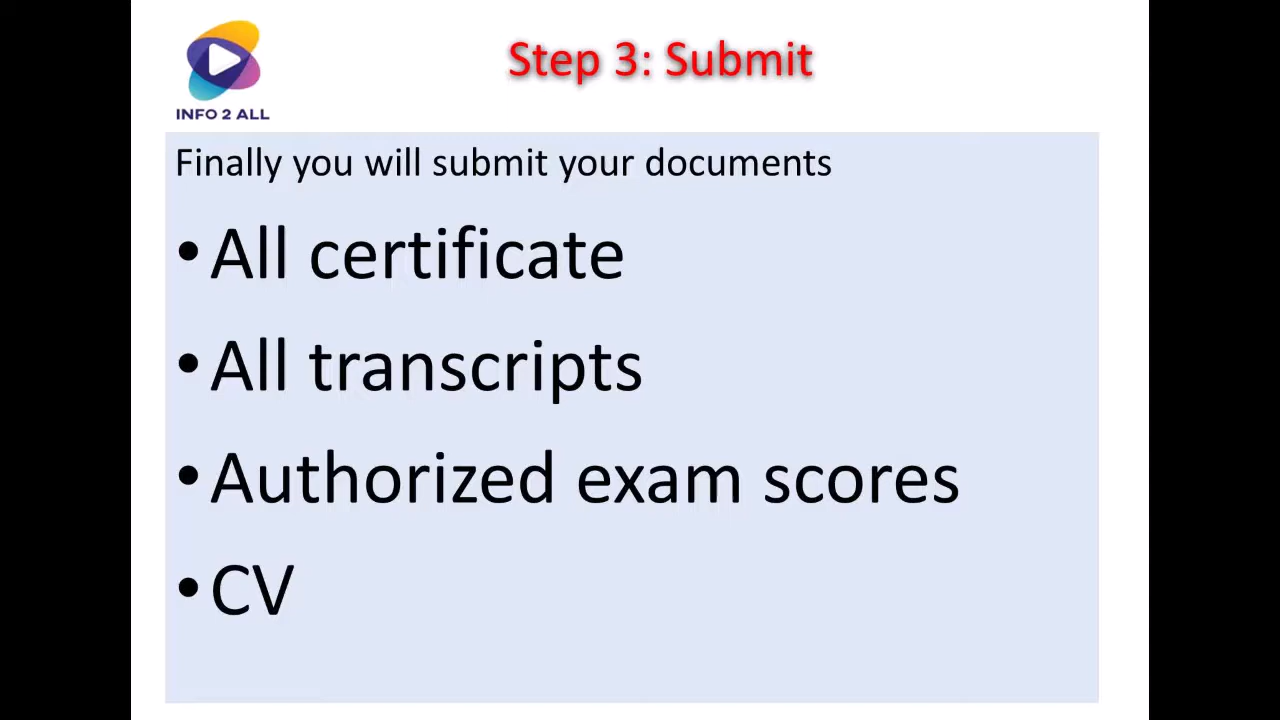 INFO 2 ALL
Step 3: Submit
Finally you will submit your documents
•All certificate
•All transcripts
•Authorized exam scores
•CV